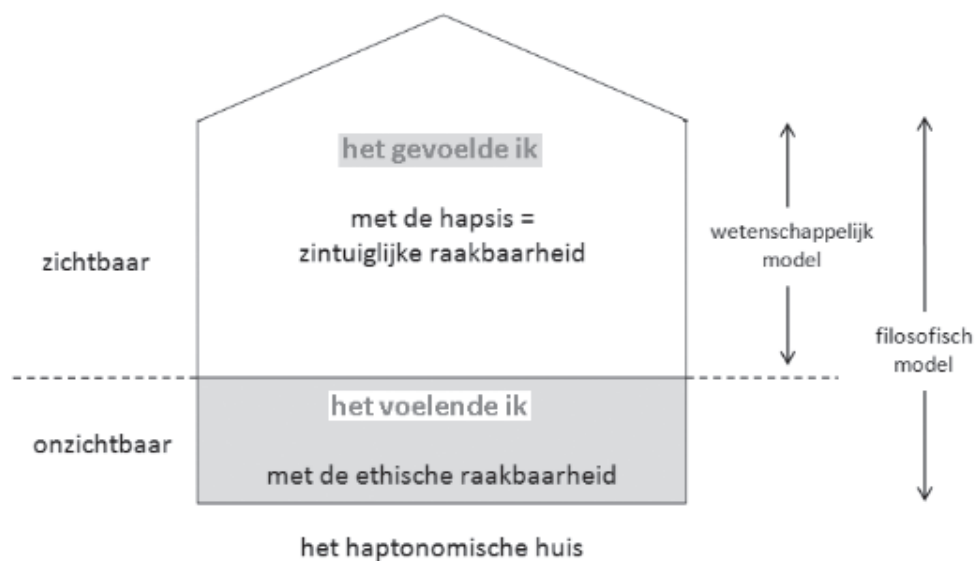 het gevoelde ik
met de hapsis =
zintuiglijke raakbaarheid
zichtbaar
wetenschappelijk
model
filosofisch
model
het voelende ik
onzichtbaar
met de ethische raakbaarheid
het haptonomische huis